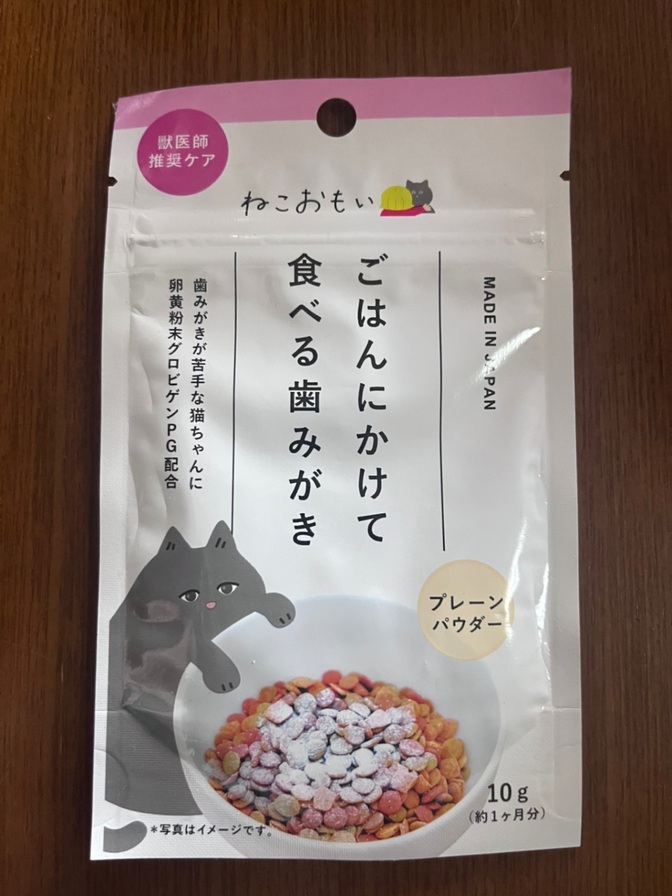 獣医師
推奨ケア
ねこおもい
MADE IN JAPAN
ごはんにかけて
食べる歯みがき
歯みがきが苦手な猫ちゃんに
卵黄粉末グロビゲンPG配合
プレーン
パウダー
10g
(約1ヶ月分)
*写真はイメージです。